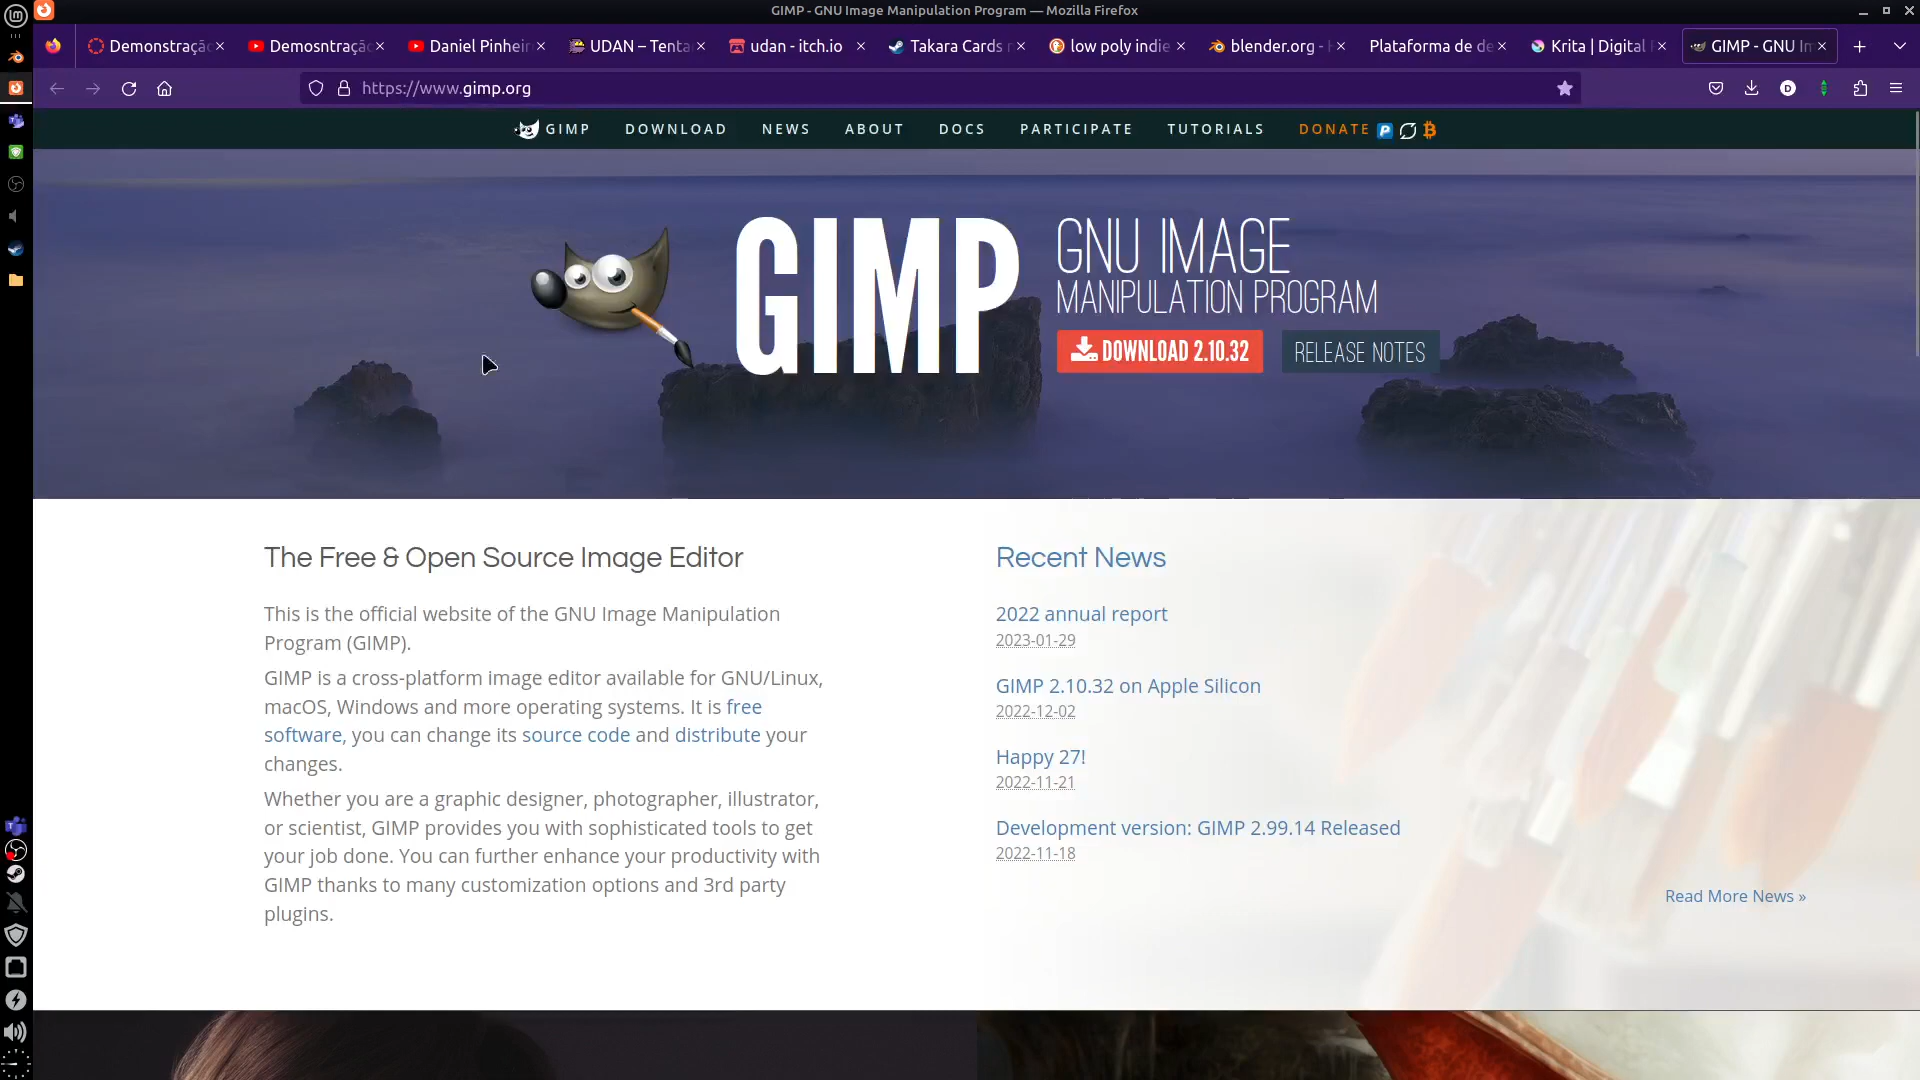 GIMP - GNU Image Manipulation Program — Mozilla Firefox
Demonstraçã
Demosntraçã
Daniel Pinheir
UDAN – Tenta
udan - itch.io
Takara Cards
low poly indie
blender.org -
Plataforma de de
Krita | Digital
GIMP - GNU I
https://www.gimp.org
GIMP
DOWNLOAD
NEWS
ABOUT
DOCS
PARTICIPATE
TUTORIALS
DONATE
GIMP
GNU IMAGE
MANIPULATION PROGRAM
DOWNLOAD 2.10.32
RELEASE NOTES
The Free & Open Source Image Editor
This is the official website of the GNU Image Manipulation
Program (GIMP).
GIMP is a cross-platform image editor available for GNU/Linux,
macOS, Windows and more operating systems. It is free
software, you can change its source code and distribute your
changes.
Whether you are a graphic designer, photographer, illustrator,
or scientist, GIMP provides you with sophisticated tools to get
your job done. You can further enhance your productivity with
GIMP thanks to many customization options and 3rd party
plugins.
Recent News
2022 annual report
2023-01-29
GIMP 2.10.32 on Apple Silicon
2022-12-02
Happy 27!
2022-11-21
Development version: GIMP 2.99.14 Released
2022-11-18
Read More News »